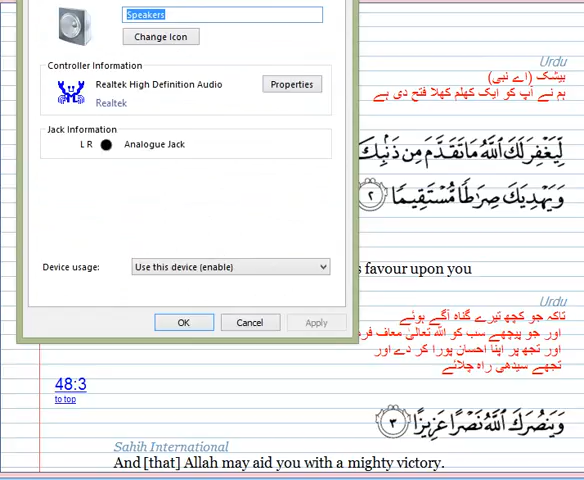 Speakers
Change Icon
Controller Information
Realtek High Definition Audio
Properties
Realtek
Jack Information
L R
Analogue Jack
Device usage:
Use this device (enable)
OK
Cancel
Apply
Urdu
بیشک (اے نبی)
ہم نے آپ کو ایک کھلم کھلا فتح دی ہے
لِّيَغْفِرَ لَكَ ٱللَّهُ مَا تَقَدَّمَ مِن ذَنۢبِكَ
وَيَهْدِيَكَ صِرَٰطًا مُّسْتَقِيمًا ٢
favour upon you
Urdu
تاکہ جو کچھ تیرے گناه آگے ہوئے
اور جو پیچھے سب کو اللہ تعالیٰ معاف
اور تجھ پر اپنا احسان پورا کر دے اور
تجھے سیدھی راه چلائے
48:3
to top
وَيَنصُرَكَ ٱللَّهُ نَصْرًا عَزِيزًا ٣
Sahih International
And [that] Allah may aid you with a mighty victory.